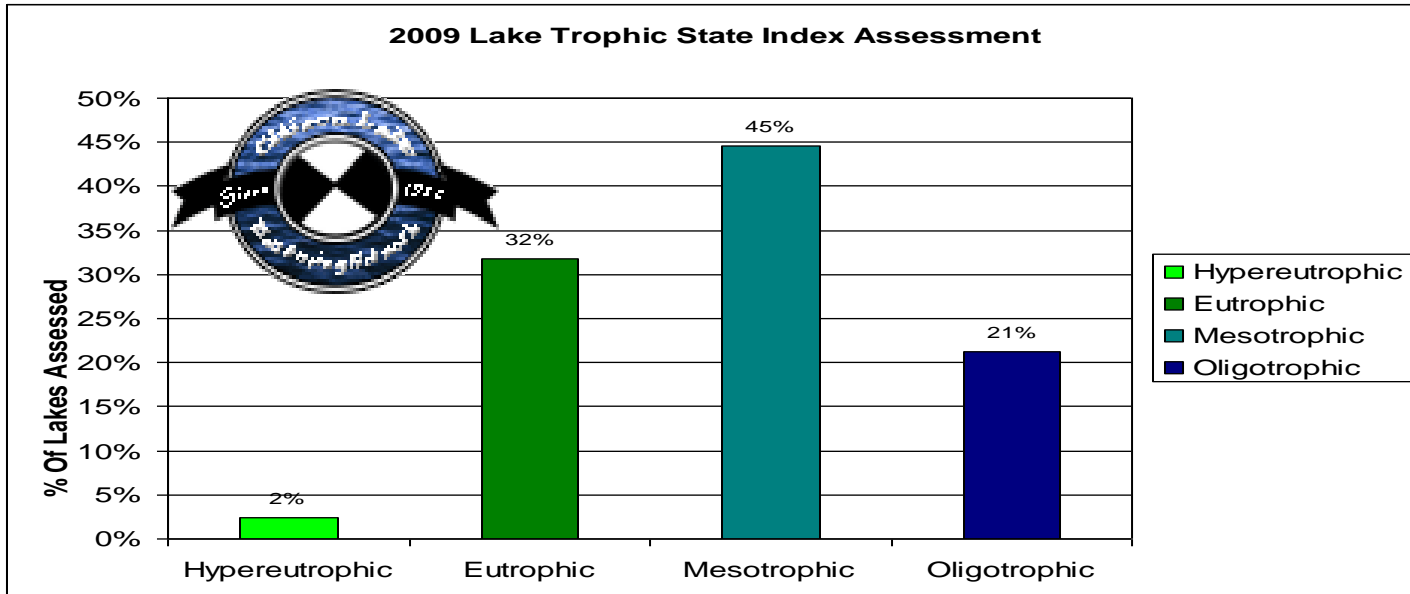 2009 Lake Trophic State Index Assessment
% Of Lakes Assessed
50%
45%
40%
35%
30%
25%
20%
15%
10%
5%
0%
2%
32%
45%
21%
Hypereutrophic
Eutrophic
Mesotrophic
Oligotrophic
Hypereutrophic
Eutrophic
Mesotrophic
Oligotrophic